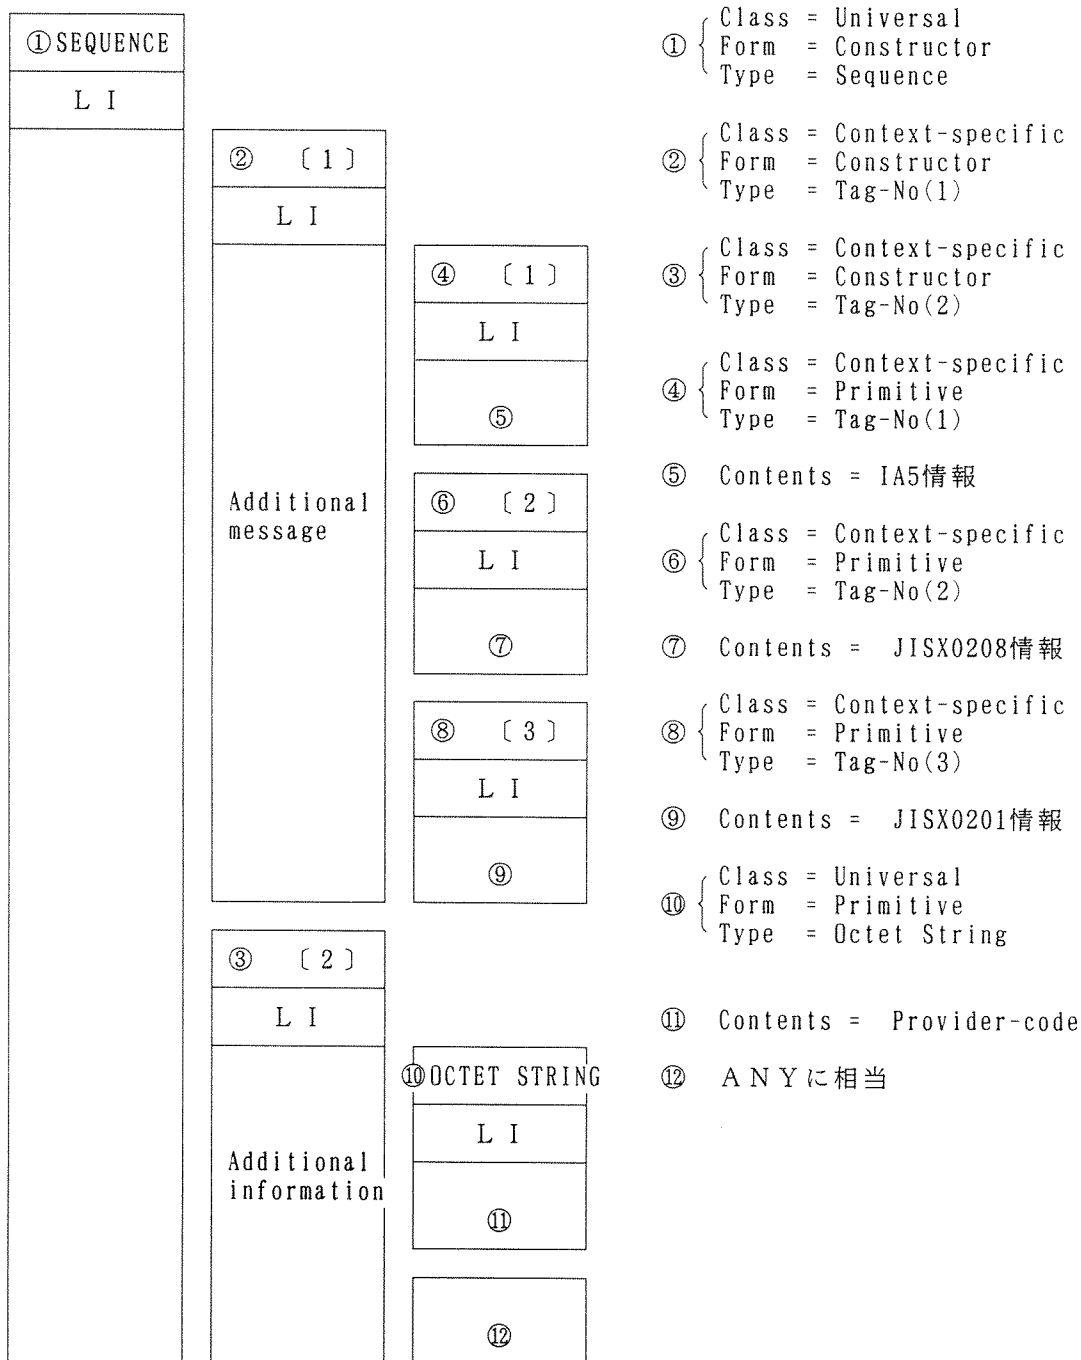 ①SEQUENCE
L I
② 〔1〕
L I
Additional
message
④ 〔1〕
L I
⑤
⑥ 〔2〕
L I
⑦
⑧ 〔3〕
L I
⑨
③ 〔2〕
L I
Additional
information
⑩OCTET STRING
L I
⑪
⑫
① Class = Universal
Form = Constructor
Type = Sequence
② Class = Context-specific
Form = Constructor
Type = Tag-No(1)
③ Class = Context-specific
Form = Constructor
Type = Tag-No(2)
④ Class = Context-specific
Form = Primitive
Type = Tag-No(1)
⑤ Contents = IA5情報
⑥ Class = Context-specific
Form = Primitive
Type = Tag-No(2)
⑦ Contents = JISX0208情報
⑧ Class = Context-specific
Form = Primitive
Type = Tag-No(3)
⑨ Contents = JISX0201情報
⑩ Class = Universal
Form = Primitive
Type = Octet String
⑪ Contents = Provider-code
⑫ ANYに相当